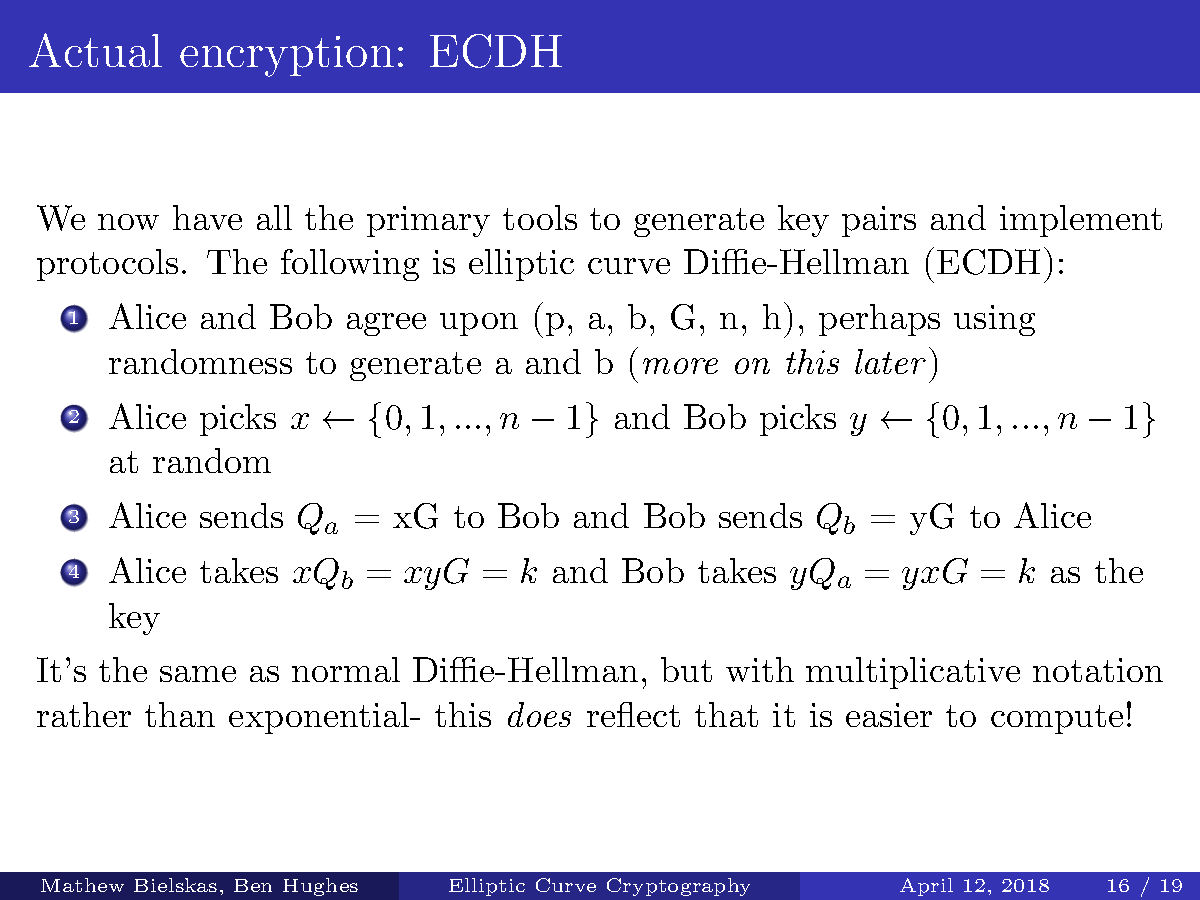 Actual encryption: ECDH
We now have all the primary tools to generate key pairs and implement
protocols. The following is elliptic curve Diffie-Hellman (ECDH):
1 Alice and Bob agree upon (p, a, b, G, n, h), perhaps using
randomness to generate a and b (more on this later)
2 Alice picks x ← {0, 1, ..., n − 1} and Bob picks y ← {0, 1, ..., n − 1}
at random
3 Alice sends Qₐ = xG to Bob and Bob sends Q_b = yG to Alice
4 Alice takes xQ_b = xyG = k and Bob takes yQₐ = yxG = k as the
key
It's the same as normal Diffie-Hellman, but with multiplicative notation
rather than exponential- this does reflect that it is easier to compute!
Mathew Bielskas, Ben Hughes Elliptic Curve Cryptography April 12, 2018 16 / 19